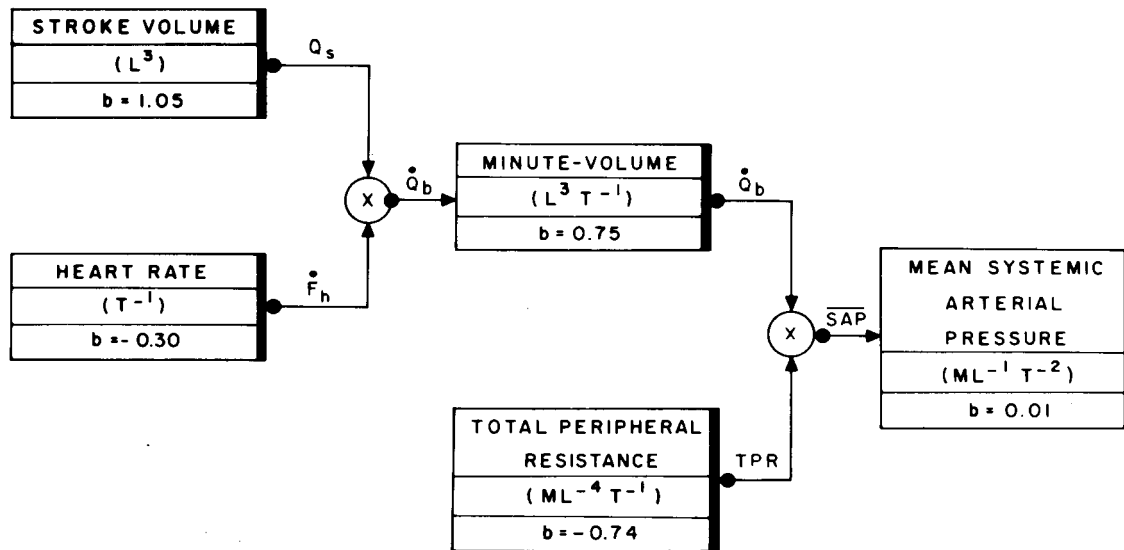 STROKE VOLUME
(L³)
b = 1.05
Qₛ
HEART RATE
(T⁻¹)
b = - 0.30
Ḟₕ
X
Q̇b
MINUTE-VOLUME
(L³ T⁻¹)
b = 0.75
Q̇b
TOTAL PERIPHERAL
RESISTANCE
(ML⁻⁴ T⁻¹)
b = -0.74
TPR
X
S̅A̅P̅
MEAN SYSTEMIC
ARTERIAL
PRESSURE
(ML⁻¹ T⁻²)
b = 0.01